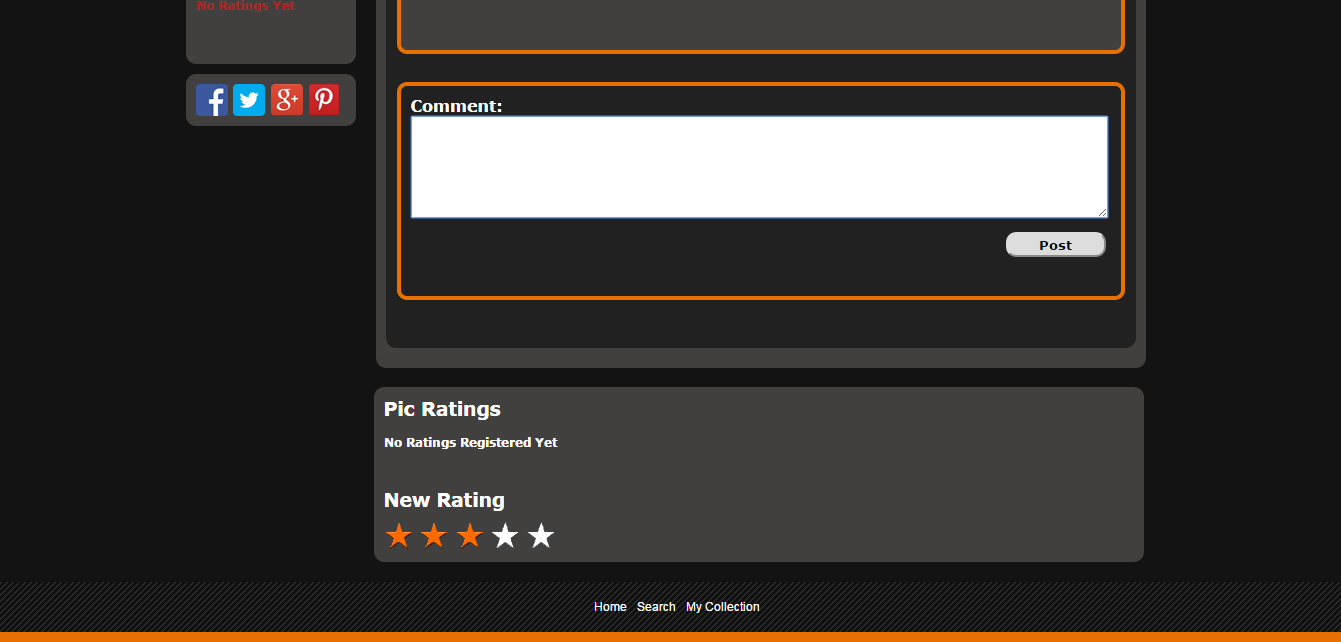 No Ratings Yet
f g+
Comment:
Post
Pic Ratings
No Ratings Registered Yet
New Rating
Home Search My Collection